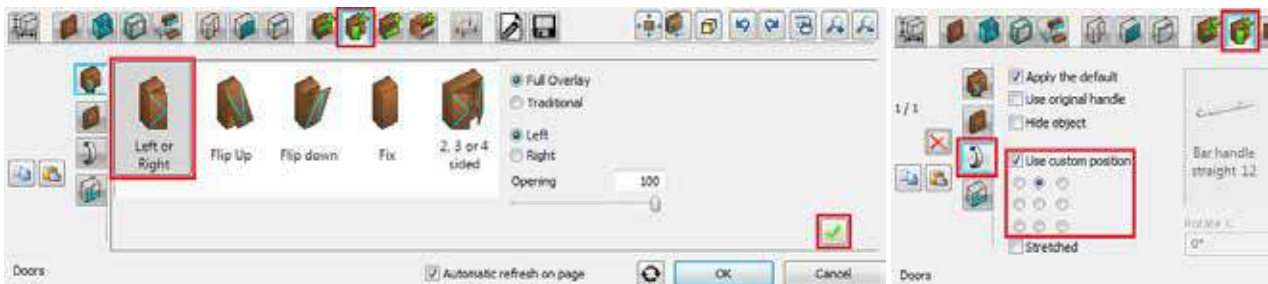 Left or
Right
Flip Up
Flip down
Fix
2, 3 or 4
sided
Full Overlay
Traditional
Left
Right
Opening
100
Doors
Automatic refresh on page
OK
Cancel
1 / 1
Apply the default
Use original handle
Hide object
Use custom position
Stretched
Bar handle
straight 12
Rotate x.
0°
Doors